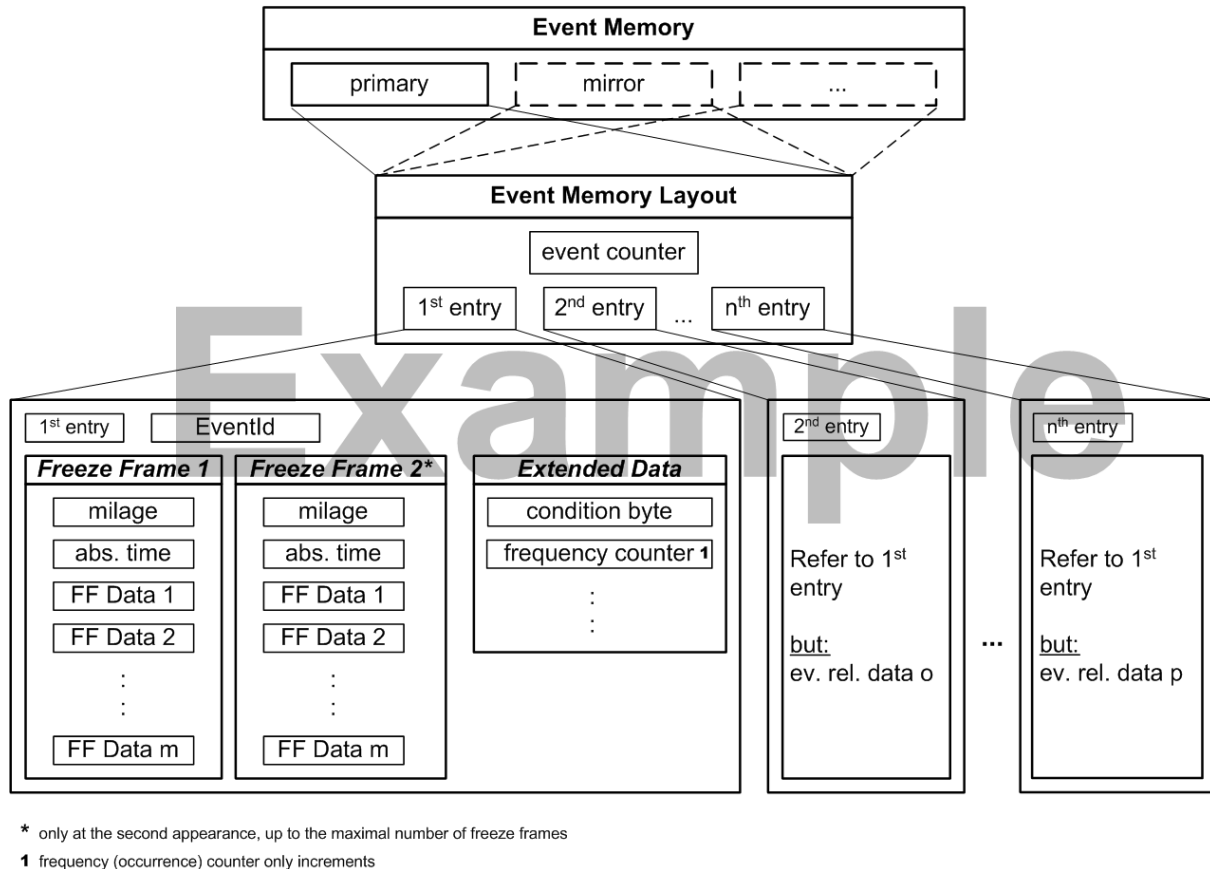 Event Memory
primary
mirror
...
Event Memory Layout
event counter
1st entry
2nd entry
...
nth entry
Example
1st entry
EventId
Freeze Frame 1
milage
abs. time
FF Data 1
FF Data 2
:
:
FF Data m
Freeze Frame 2*
milage
abs. time
FF Data 1
FF Data 2
:
:
FF Data m
Extended Data
condition byte
frequency counter 1
:
:
2nd entry
Refer to 1st
entry
but:
ev. rel. data o
...
nth entry
Refer to 1st
entry
but:
ev. rel. data p
* only at the second appearance, up to the maximal number of freeze frames
1 frequency (occurrence) counter only increments